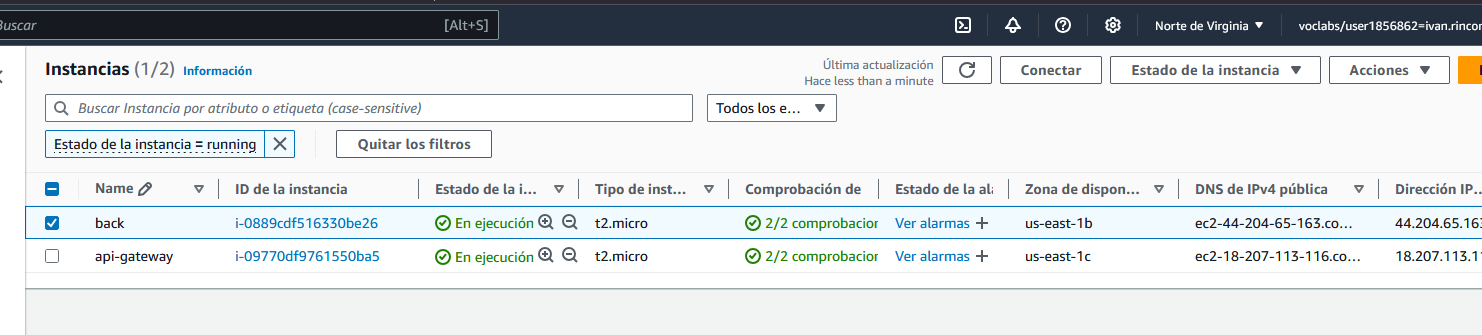 Buscar [Alt+S] Norte de Virginia voclabs/user1856862=ivan.rincor
Instancias (1/2) Información Última actualización Hace less than a minute Conectar Estado de la instancia Acciones
Buscar Instancia por atributo o etiqueta (case-sensitive) Todos los e...
Estado de la instancia = running Quitar los filtros
Name ID de la instancia Estado de la i... Tipo de inst... Comprobación de Estado de la ala Zona de dispon... DNS de IPv4 pública Dirección IP...
back i-0889cdf516330be26 En ejecución t2.micro 2/2 comprobacion Ver alarmas + us-east-1b ec2-44-204-65-163.co... 44.204.65.163
api-gateway i-09770df9761550ba5 En ejecución t2.micro 2/2 comprobacion Ver alarmas + us-east-1c ec2-18-207-113-116.co... 18.207.113.11